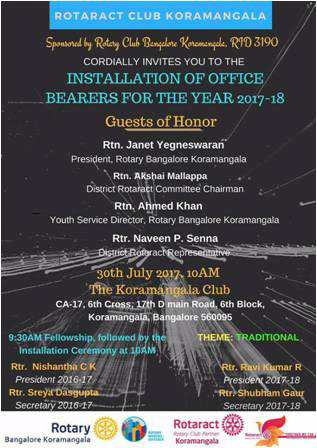 ROTARACT CLUB KORAMANGALA
Sponsored by Rotary Club Bangalore Koramangala, RID 3190
CORDIALLY INVITES YOU TO THE
INSTALLATION OF OFFICE
BEARERS FOR THE YEAR 2017-18
Guests of Honor
Rtn. Janet Yegneswaran
President, Rotary Bangalore Koramangala
Rtn. Akshai Mallappa
District Rotaract Committee Chairman
Rtn. Ahmed Khan
Youth Service Director, Rotary Bangalore Koramangala
Rtr. Naveen P. Senna
District Rotaract Representative
30th July 2017, 10AM
The Koramangala Club
CA-17, 6th Cross, 17th D main Road, 6th Block,
Koramangala, Bangalore 560095
9:30AM Fellowship, followed by the
Installation Ceremony at 10AM
Rtr. Nishantha C K
President 2016-17
Rtr. Sreya Dasgupta
Secretary 2016-17
THEME: TRADITIONAL
Rtr. Ravi Kumar R
President 2017-18
Rtr. Shubham Gaur
Secretary 2017-18
Rotary
Bangalore Koramangala
Rotaract
Rotary Club Partner
Koramangala